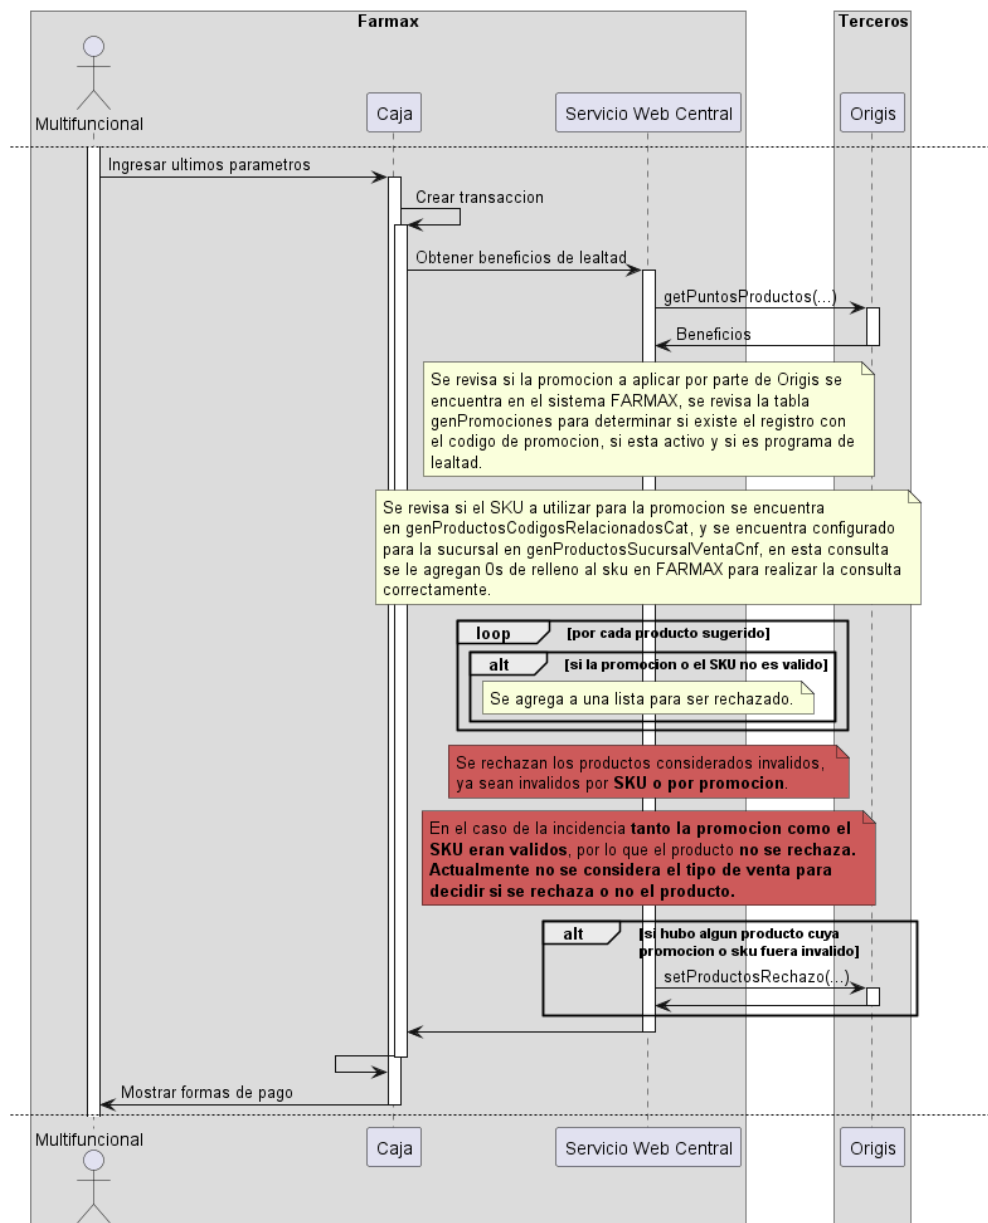 Farmax
Terceros
Multifuncional
Caja
Servicio Web Central
Origis
Ingresar ultimos parametros
Crear transaccion
Obtener beneficios de lealtad
getPuntosProductos(...)
Beneficios
Se revisa si la promocion a aplicar por parte de Origis se
encuentra en el sistema FARMAX, se revisa la tabla
genPromociones para determinar si existe el registro con
el codigo de promocion, si esta activo y si es programa de
lealtad.
Se revisa si el SKU a utilizar para la promocion se encuentra
en genProductosCodigosRelacionadosCat, y se encuentra configurado
para la sucursal en genProductosSucursalVentaCnf, en esta consulta
se le agregan 0s de relleno al sku en FARMAX para realizar la consulta
correctamente.
loop [por cada producto sugerido]
alt [si la promocion o el SKU no es valido]
Se agrega a una lista para ser rechazado.
Se rechazan los productos considerados invalidos,
ya sean invalidos por SKU o por promocion.
En el caso de la incidencia tanto la promocion como el
SKU eran validos, por lo que el producto no se rechaza.
Actualmente no se considera el tipo de venta para
decidir si se rechaza o no el producto.
alt [si hubo algun producto cuya
promocion o sku fuera invalido]
setProductosRechazo(...)
Mostrar formas de pago
Multifuncional
Caja
Servicio Web Central
Origis